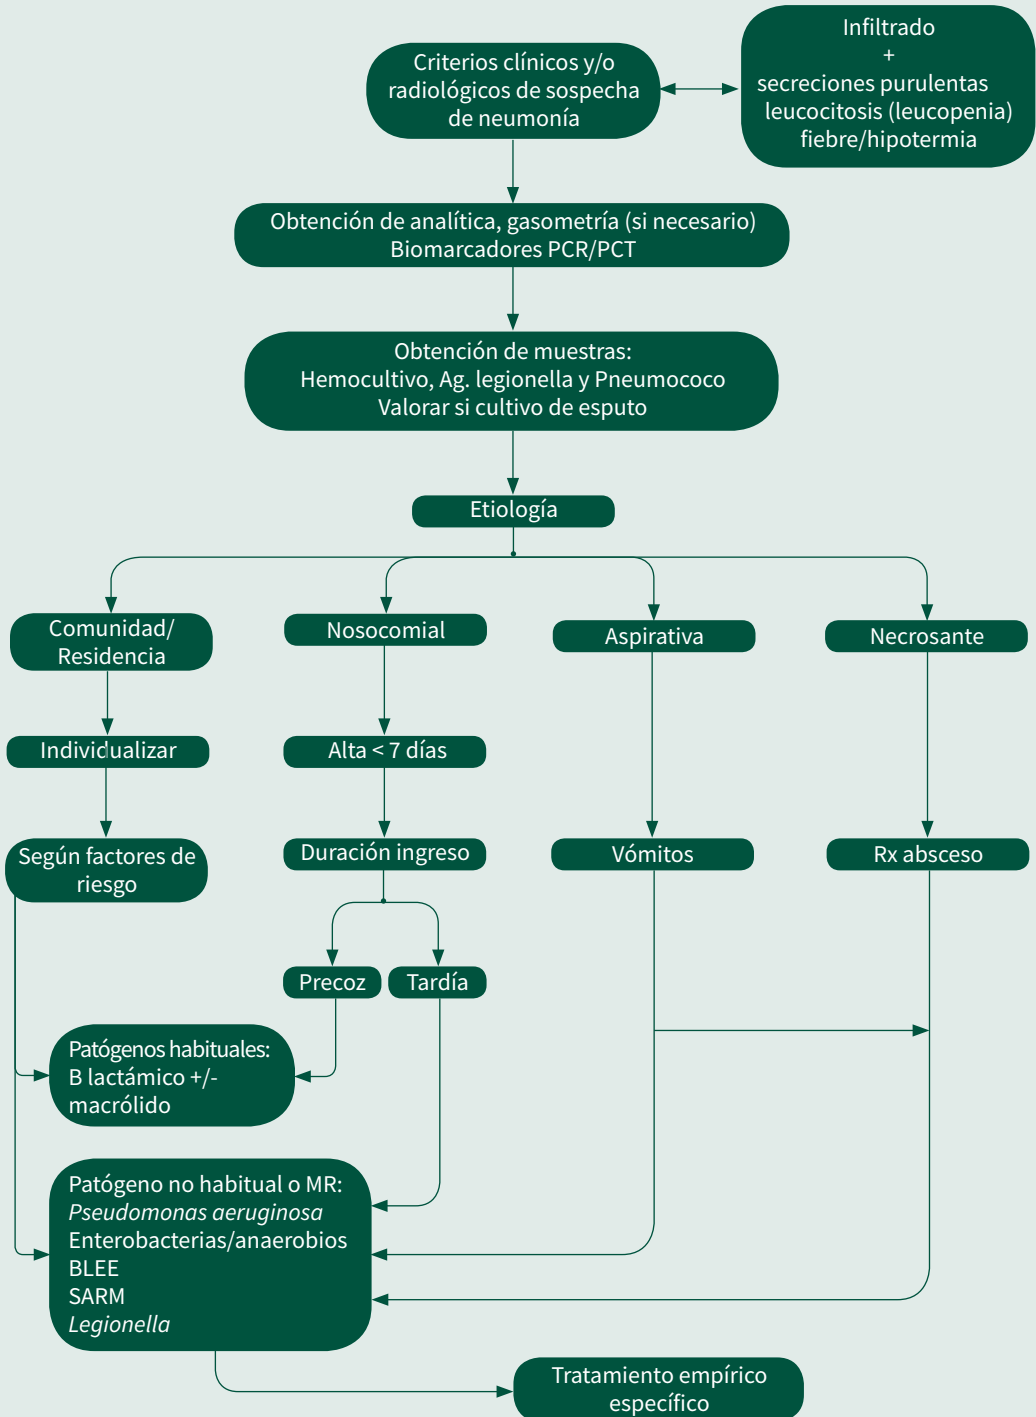 Criterios clínicos y/o
radiológicos de sospecha
de neumonía
Infiltrado
+
secreciones purulentas
leucocitosis (leucopenia)
fiebre/hipotermia
Obtención de analítica, gasometría (si necesario)
Biomarcadores PCR/PCT
Obtención de muestras:
Hemocultivo, Ag. legionella y Pneumococo
Valorar si cultivo de esputo
Etiología
Comunidad/
Residencia
Nosocomial
Aspirativa
Necrosante
Individualizar
Alta < 7 días
Según factores de
riesgo
Duración ingreso
Vómitos
Rx absceso
Precoz
Tardía
Patógenos habituales:
B lactámico +/-
macrólido
Patógeno no habitual o MR:
Pseudomonas aeruginosa
Enterobacterias/anaerobios
BLEE
SARM
Legionella
Tratamiento empírico
específico